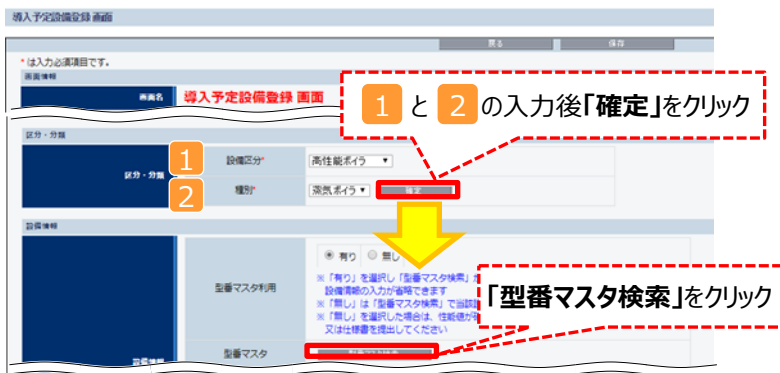 導入予定設備登録 画面
戻る
保存
* は入力必須項目です。
画面情報
画面名
導入予定設備登録 画面
1 と 2 の入力後「確定」をクリック
区分・分類
区分・分類
1
設備区分*
高性能ボイラ
2
種別*
蒸気ボイラ
確定
設備情報
型番マスタ利用
有り
無し
※「有り」を選択し「型番マスタ検索」
設備情報の入力が省略できます
※「無し」は「型番マスタ検索」で当該
※「無し」を選択した場合は、性能値が
又は仕様書を提出してください
「型番マスタ検索」をクリック
設備情報
型番マスタ